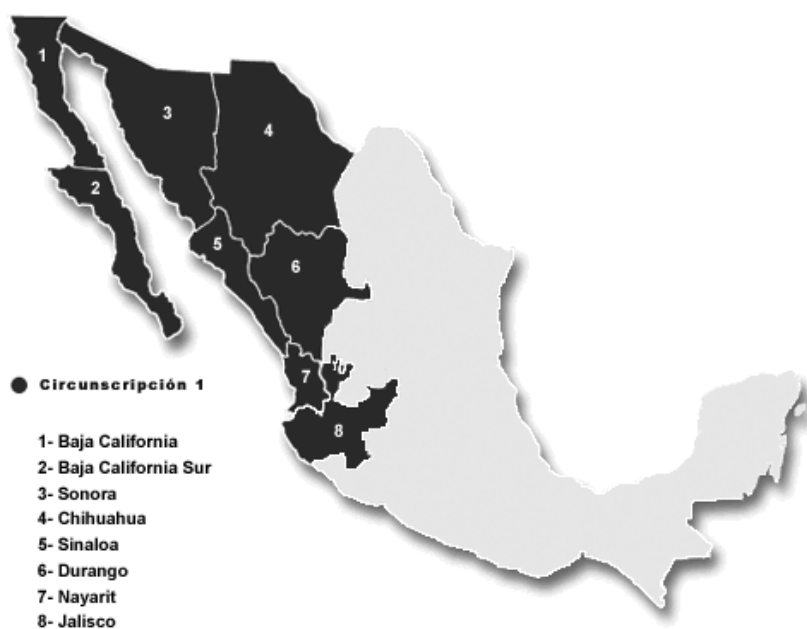 1
2
3
4
5
6
7
10
8
Circunscripción 1
1- Baja California
2- Baja California Sur
3- Sonora
4- Chihuahua
5- Sinaloa
6- Durango
7- Nayarit
8- Jalisco